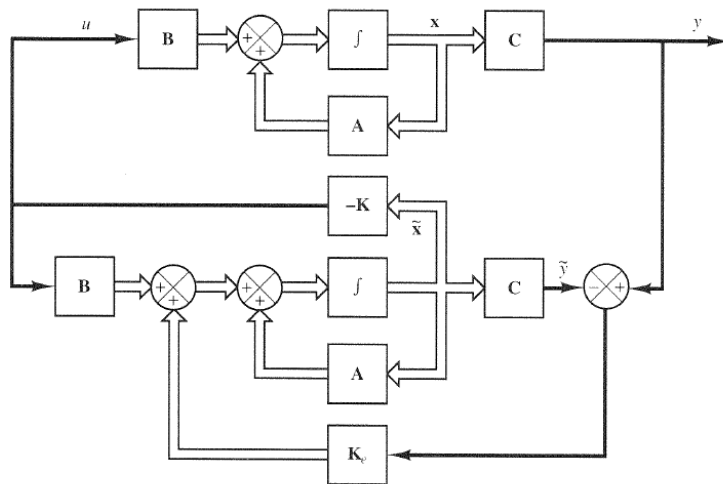 u B + + ∫ x C y
A
–K
x̃
B + + + + ∫ C ỹ – +
A
Kₑ